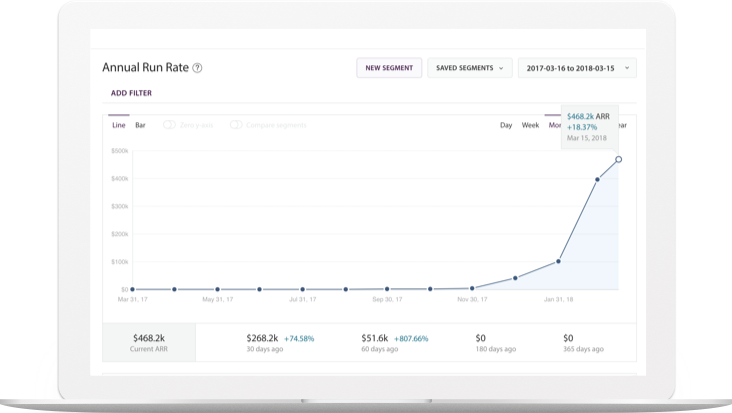 Annual Run Rate ?
NEW SEGMENT
SAVED SEGMENTS
2017-03-16 to 2018-03-15
ADD FILTER
Line Bar Zero y-axis Compare segments
Day Week
$468.2k ARR
+18.37%
Mar 15, 2018
$500k
$400k
$300k
$200k
$100k
$0
Mar 31, 17 May 31, 17 Jul 31, 17 Sep 30, 17 Nov 30, 17 Jan 31, 18
$468.2k
Current ARR
$268.2k +74.58%
30 days ago
$51.6k +807.66%
60 days ago
$0
180 days ago
$0
365 days ago